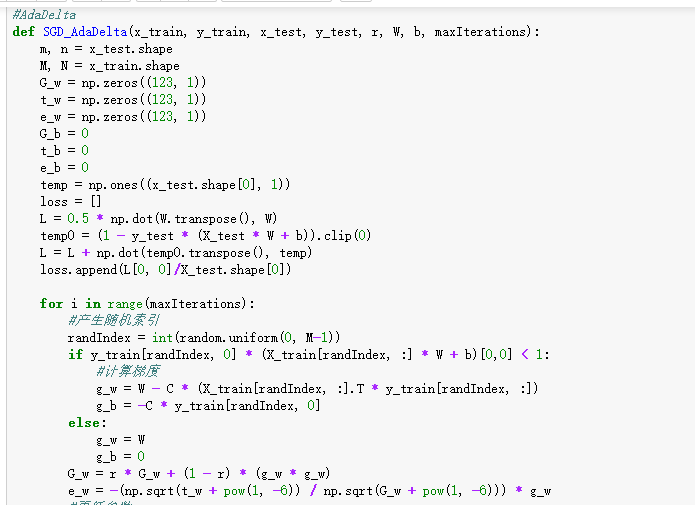 #AdaDelta
def SGD_AdaDelta(x_train, y_train, x_test, y_test, r, W, b, maxIterations):
    m, n = x_test.shape
    M, N = x_train.shape
    G_w = np.zeros((123, 1))
    t_w = np.zeros((123, 1))
    e_w = np.zeros((123, 1))
    G_b = 0
    t_b = 0
    e_b = 0
    temp = np.ones((x_test.shape[0], 1))
    loss = []
    L = 0.5 * np.dot(W.transpose(), W)
    temp0 = (1 - y_test * (X_test * W + b)).clip(0)
    L = L + np.dot(temp0.transpose(), temp)
    loss.append(L[0, 0]/X_test.shape[0])
    for i in range(maxIterations):
        #产生随机索引
        randIndex = int(random.uniform(0, M-1))
        if y_train[randIndex, 0] * (X_train[randIndex, :] * W + b)[0,0] < 1:
            #计算梯度
            g_w = W - C * (X_train[randIndex, :].T * y_train[randIndex, :])
            g_b = -C * y_train[randIndex, 0]
        else:
            g_w = W
            g_b = 0
        G_w = r * G_w + (1 - r) * (g_w * g_w)
        e_w = -(np.sqrt(t_w + pow(1, -6)) / np.sqrt(G_w + pow(1, -6))) * g_w